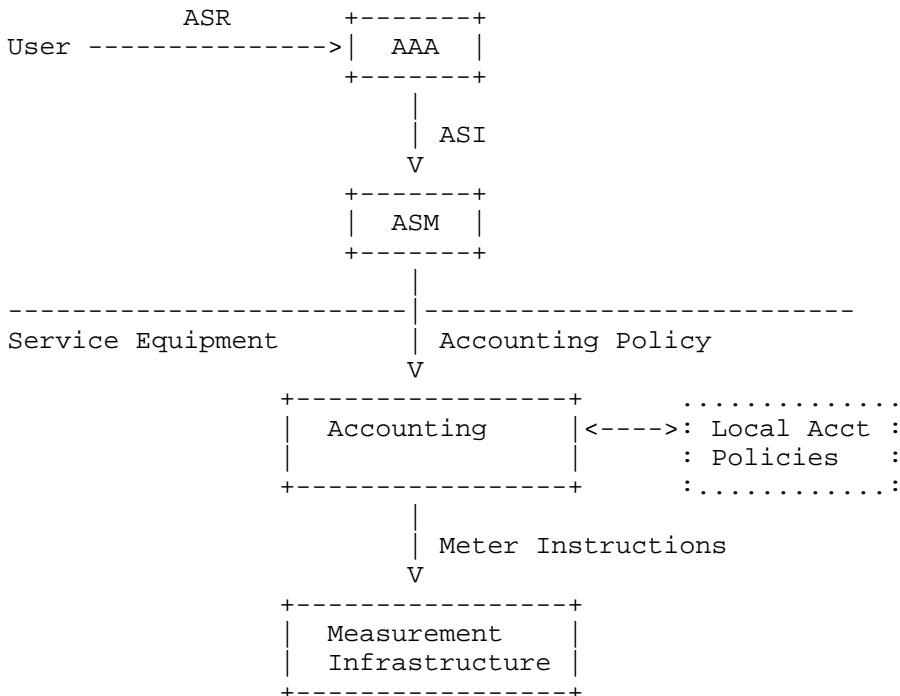 ASR
User AAA
ASI
ASM
Service Equipment Accounting Policy
Accounting Local Acct
Policies
Meter Instructions
Measurement
Infrastructure